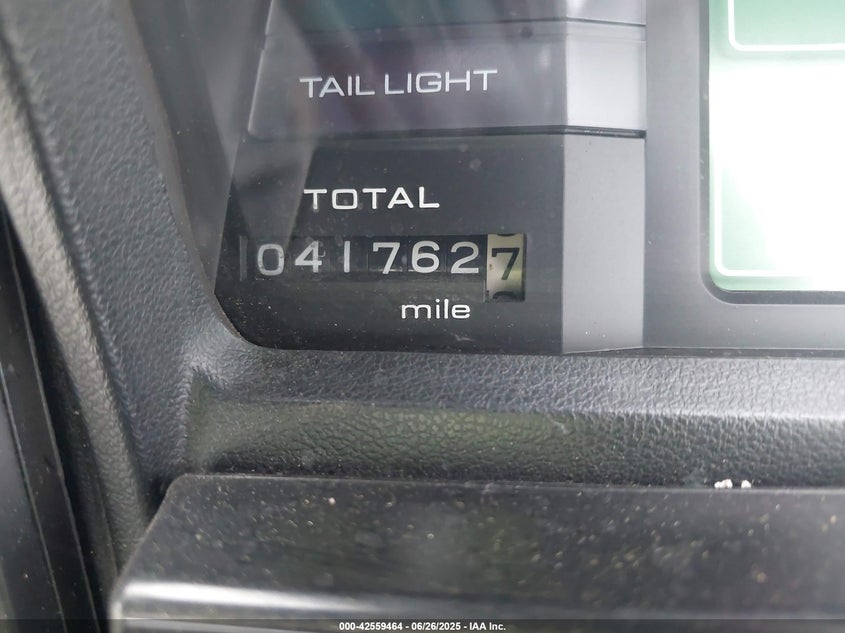 TAIL LIGHT
TOTAL
0417627
mile
000-42559464 - 06/26/2025 - IAA Inc.